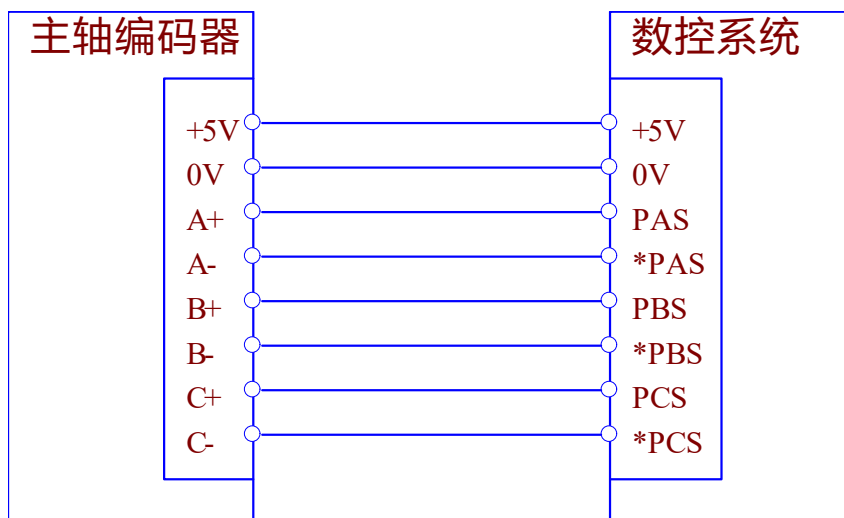 主轴编码器
数控系统
+5V
+5V
0V
0V
A+
PAS
A-
*PAS
B+
PBS
B-
*PBS
C+
PCS
C-
*PCS